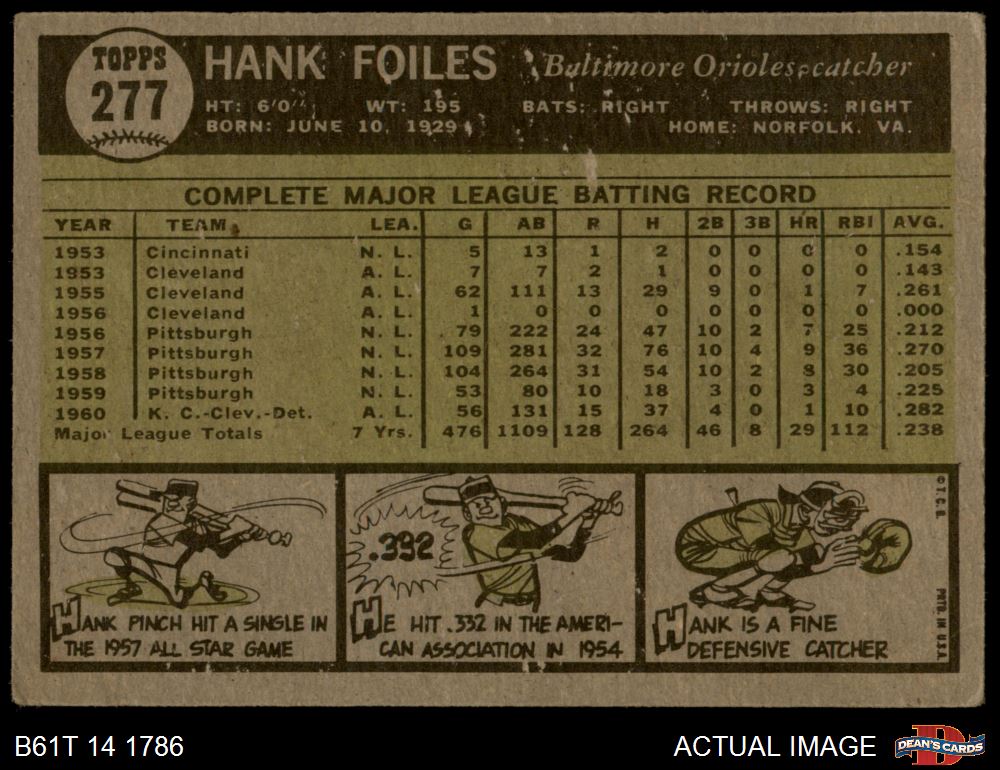 TOPPS
277
HANK FOILES Baltimore Orioles-catcher
HT: 6'0" WT: 195 BATS: RIGHT THROWS: RIGHT
BORN: JUNE 10, 1929 HOME: NORFOLK, VA.
COMPLETE MAJOR LEAGUE BATTING RECORD
YEAR TEAM LEA. G AB R H 2B 3B HR RBI AVG.
1953 Cincinnati N. L. 5 13 1 2 0 0 0 0 .154
1953 Cleveland A. L. 7 7 2 1 0 0 0 0 .143
1955 Cleveland A. L. 62 111 13 29 9 0 1 7 .261
1956 Cleveland A. L. 1 0 0 0 0 0 0 0 .000
1956 Pittsburgh N. L. 79 222 24 47 10 2 7 25 .212
1957 Pittsburgh N. L. 109 281 32 76 10 4 9 36 .270
1958 Pittsburgh N. L. 104 264 31 54 10 2 8 30 .205
1959 Pittsburgh N. L. 53 80 10 18 3 0 3 4 .225
1960 K. C.-Clev.-Det. A. L. 56 131 15 37 4 0 1 10 .282
Major League Totals 7 Yrs. 476 1109 128 264 46 8 29 112 .238
HANK PINCH HIT A SINGLE IN
THE 1957 ALL STAR GAME
.332
HE HIT .332 IN THE AMERI-
CAN ASSOCIATION IN 1954
HANK IS A FINE
DEFENSIVE CATCHER
© T. C. G. PRTD. IN U.S.A.
B61T 14 1786
ACTUAL IMAGE
D
DEAN'S CARDS